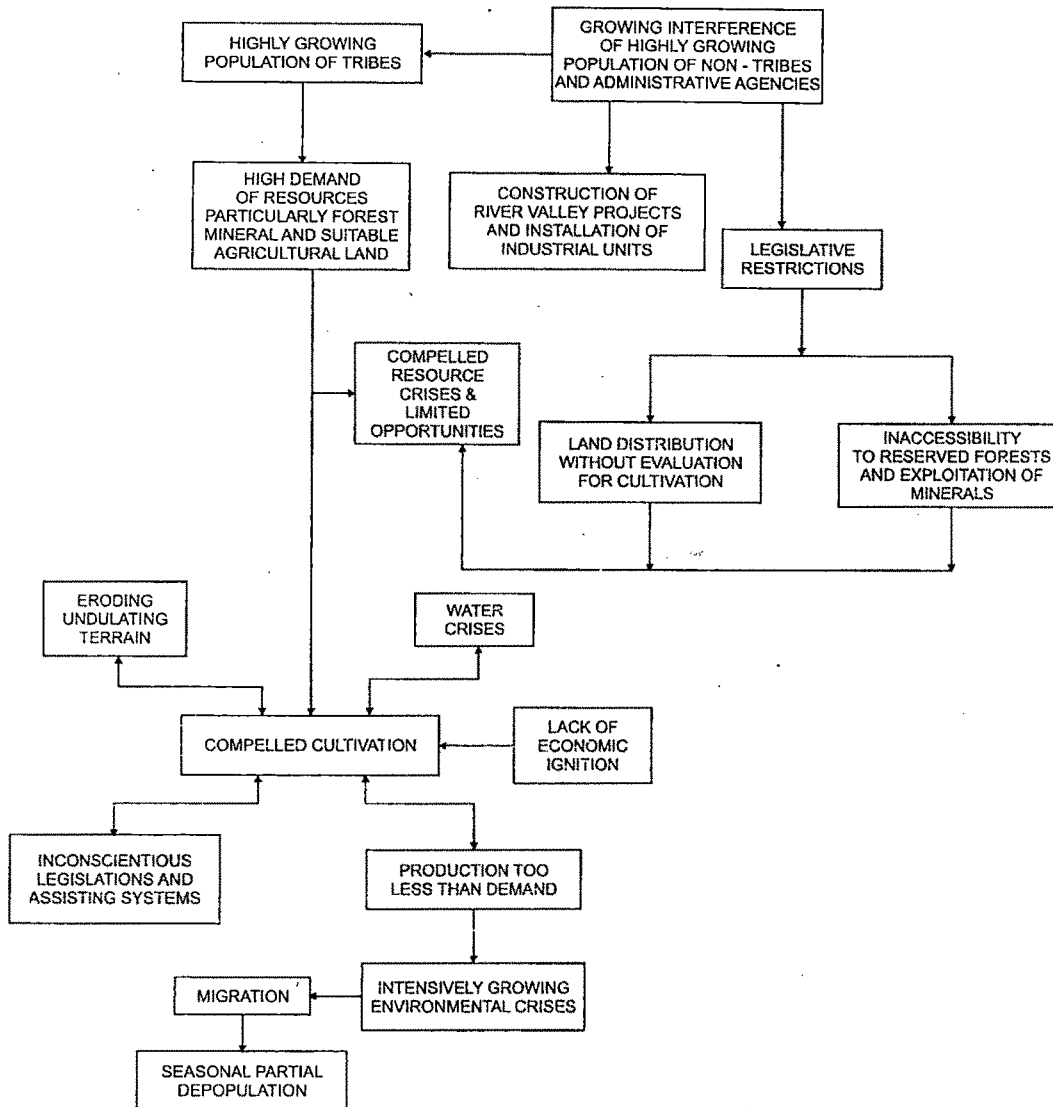 HIGHLY GROWING
POPULATION OF TRIBES
GROWING INTERFERENCE
OF HIGHLY GROWING
POPULATION OF NON - TRIBES
AND ADMINISTRATIVE AGENCIES
HIGH DEMAND
OF RESOURCES
PARTICULARLY FOREST
MINERAL AND SUITABLE
AGRICULTURAL LAND
CONSTRUCTION OF
RIVER VALLEY PROJECTS
AND INSTALLATION OF
INDUSTRIAL UNITS
LEGISLATIVE
RESTRICTIONS
COMPELLED
RESOURCE
CRISES &
LIMITED
OPPORTUNITIES
LAND DISTRIBUTION
WITHOUT EVALUATION
FOR CULTIVATION
INACCESSIBILITY
TO RESERVED FORESTS
AND EXPLOITATION OF
MINERALS
ERODING
UNDULATING
TERRAIN
WATER
CRISES
COMPELLED CULTIVATION
LACK OF
ECONOMIC
IGNITION
INCONSCIENTIOUS
LEGISLATIONS AND
ASSISTING SYSTEMS
PRODUCTION TOO
LESS THAN DEMAND
MIGRATION
INTENSIVELY GROWING
ENVIRONMENTAL CRISES
SEASONAL PARTIAL
DEPOPULATION